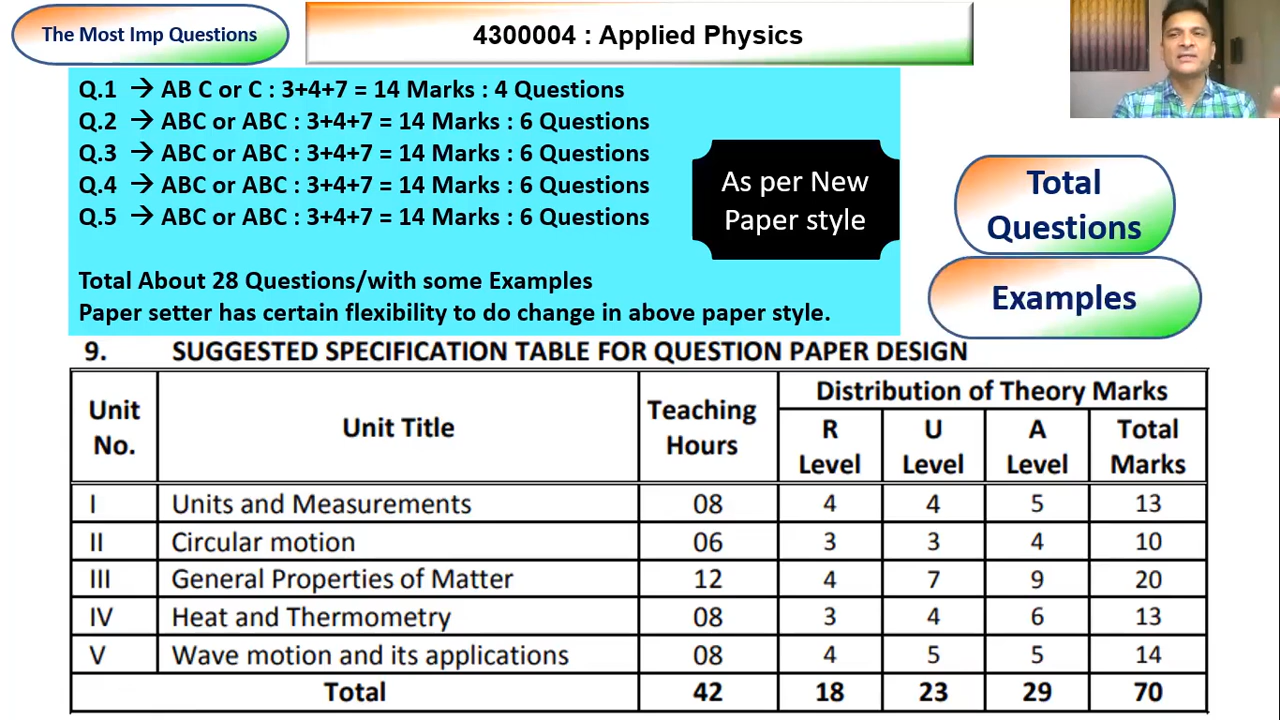 The Most Imp Questions
4300004 : Applied Physics
Q.1 → AB C or C : 3+4+7 = 14 Marks : 4 Questions
Q.2 → ABC or ABC : 3+4+7 = 14 Marks : 6 Questions
Q.3 → ABC or ABC : 3+4+7 = 14 Marks : 6 Questions
Q.4 → ABC or ABC : 3+4+7 = 14 Marks : 6 Questions
Q.5 → ABC or ABC : 3+4+7 = 14 Marks : 6 Questions
Total About 28 Questions/with some Examples
Paper setter has certain flexibility to do change in above paper style.
As per New
Paper style
Total
Questions
Examples
9. SUGGESTED SPECIFICATION TABLE FOR QUESTION PAPER DESIGN
Unit
No.
Unit Title
Teaching
Hours
Distribution of Theory Marks
R
Level
U
Level
A
Level
Total
Marks
I Units and Measurements 08 4 4 5 13
II Circular motion 06 3 3 4 10
III General Properties of Matter 12 4 7 9 20
IV Heat and Thermometry 08 3 4 6 13
V Wave motion and its applications 08 4 5 5 14
Total 42 18 23 29 70